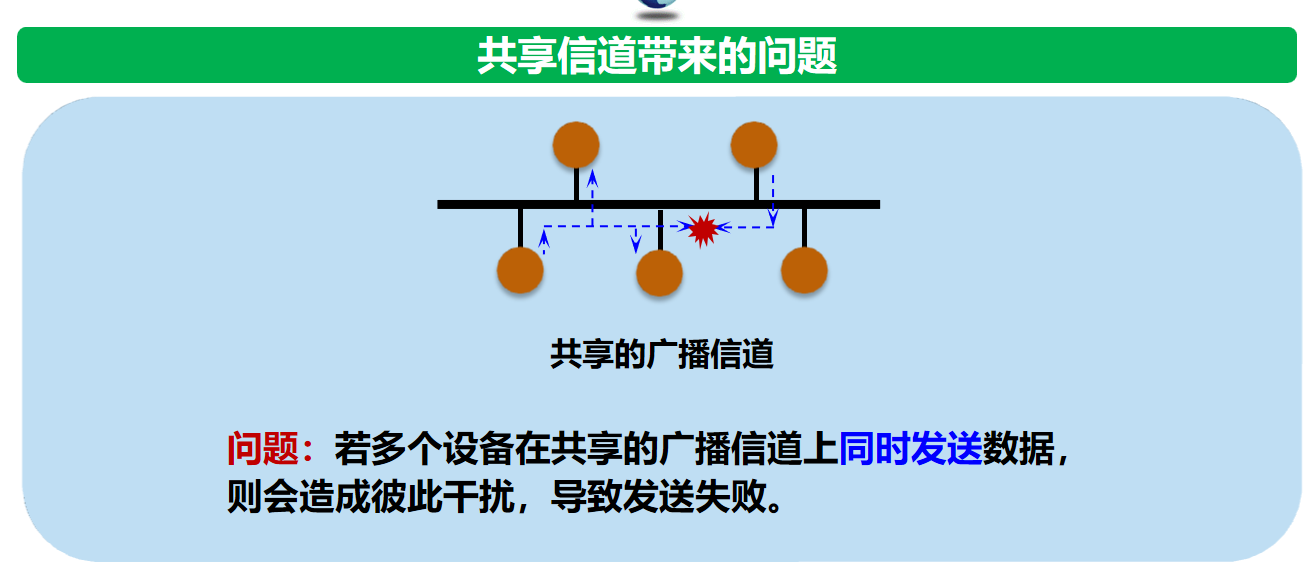 共享信道带来的问题
共享的广播信道
问题：若多个设备在共享的广播信道上同时发送数据，
则会造成彼此干扰，导致发送失败。